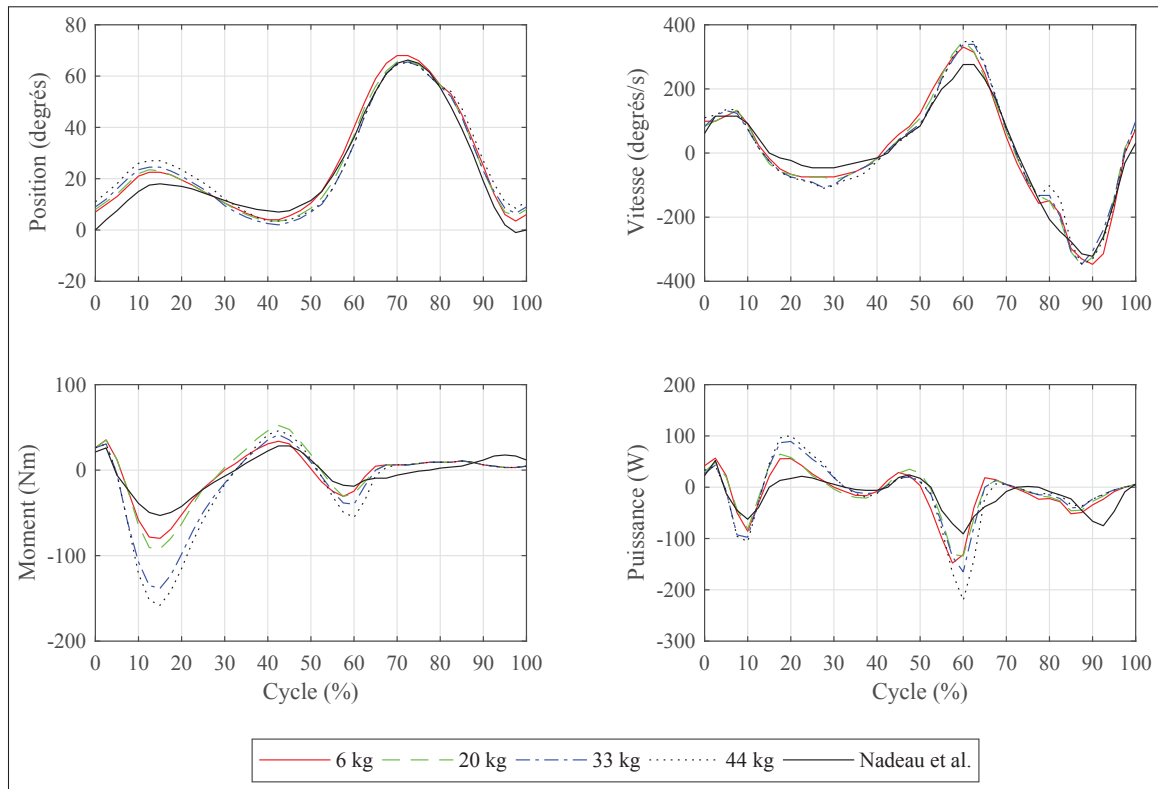 80
60
40
20
0
20
0 10 20 30 40 50 60 70 80 90 100
Position (degrés)
400
200
0
-200
-400
0 10 20 30 40 50 60 70 80 90 100
Vitesse (degrés/s)
100
0
-100
-200
0 10 20 30 40 50 60 70 80 90 100
Moment (Nm)
Cycle (%)
200
100
0
-100
-200
-300
0 10 20 30 40 50 60 70 80 90 100
Puissance (W)
Cycle (%)
6 kg 20 kg 33 kg 44 kg Nadeau et al.